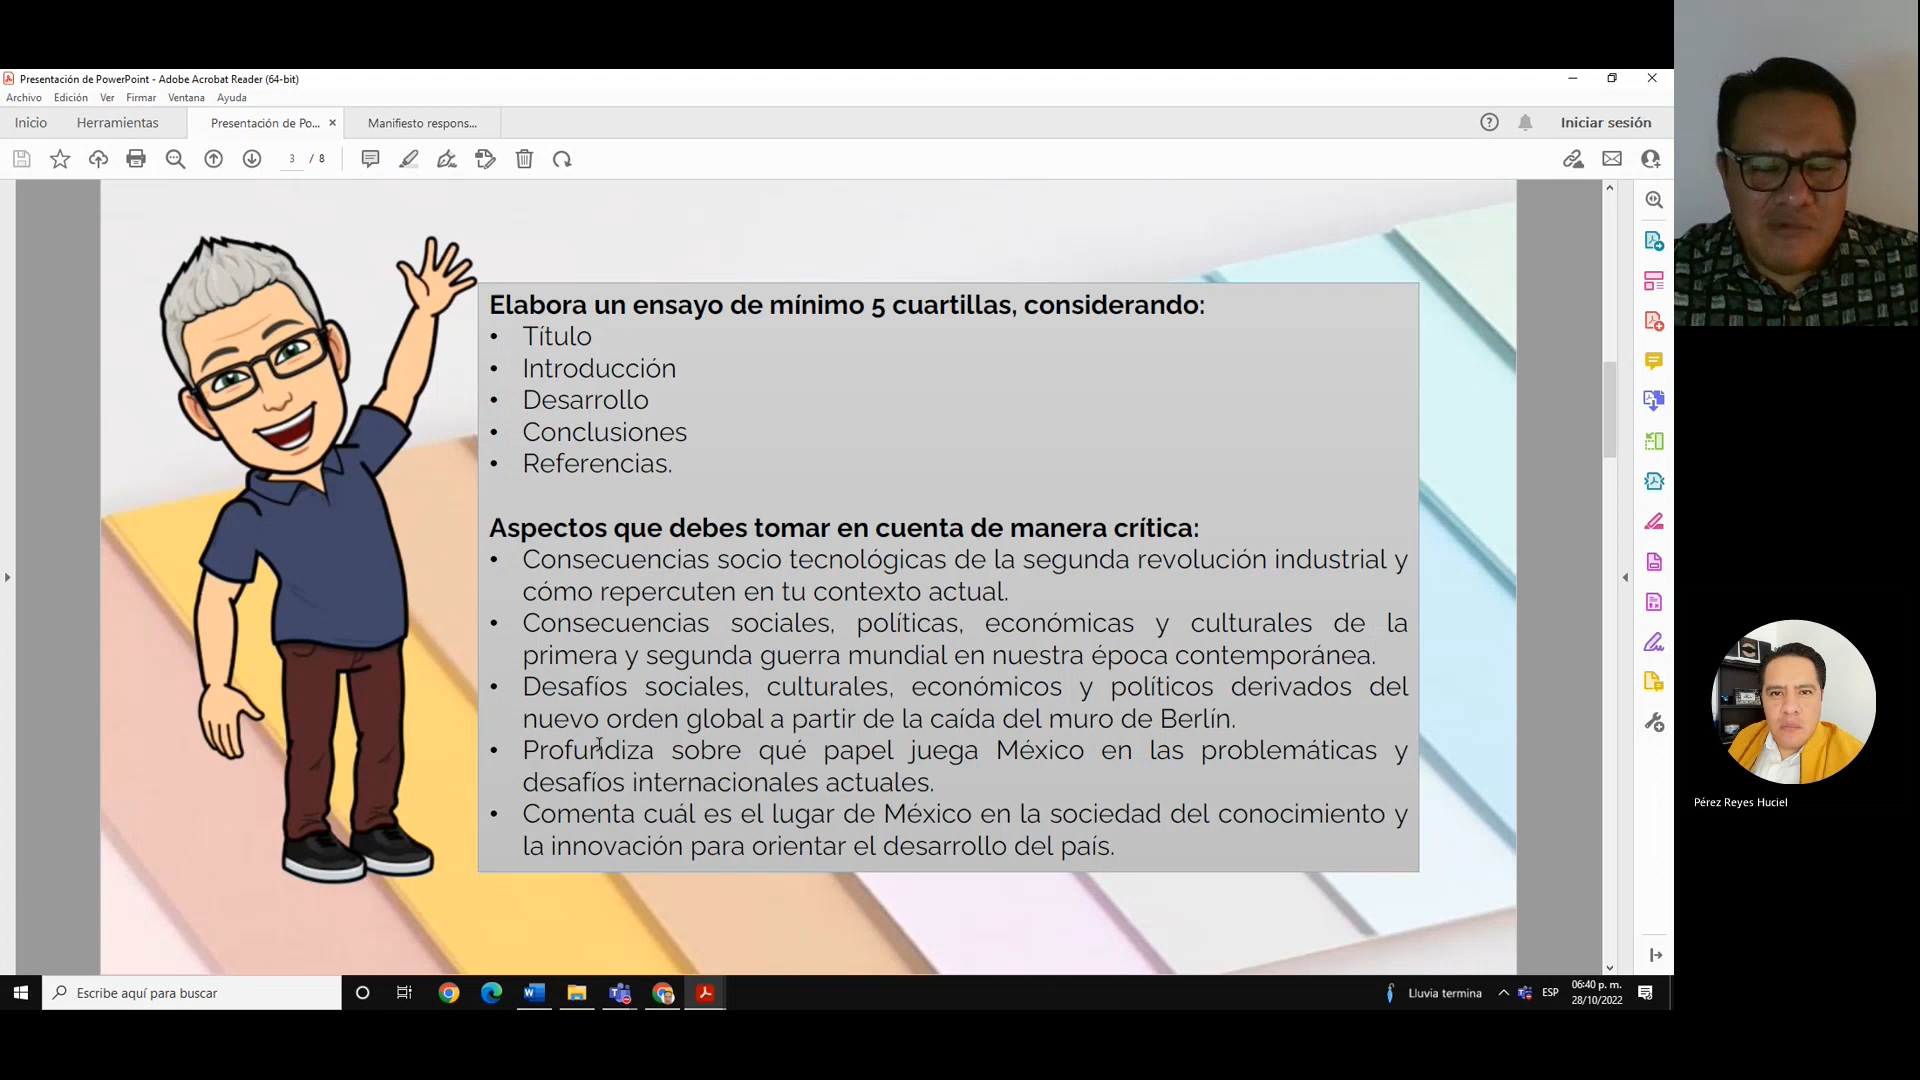 Presentación de PowerPoint - Adobe Acrobat Reader (64-bit)
Archivo Edición Ver Firmar Ventana Ayuda
Inicio Herramientas Presentación de Po... × Manifiesto respons... Iniciar sesión
3 / 8
Elabora un ensayo de mínimo 5 cuartillas, considerando:
• Título
• Introducción
• Desarrollo
• Conclusiones
• Referencias.
Aspectos que debes tomar en cuenta de manera crítica:
• Consecuencias socio tecnológicas de la segunda revolución industrial y
cómo repercuten en tu contexto actual.
• Consecuencias sociales, políticas, económicas y culturales de la
primera y segunda guerra mundial en nuestra época contemporánea.
• Desafíos sociales, culturales, económicos y políticos derivados del
nuevo orden global a partir de la caída del muro de Berlín.
• Profundiza sobre qué papel juega México en las problemáticas y
desafíos internacionales actuales.
• Comenta cuál es el lugar de México en la sociedad del conocimiento y
la innovación para orientar el desarrollo del país.
Pérez Reyes Huciel
Escribe aquí para buscar
Lluvia termina
ESP
06:40 p. m.
28/10/2022